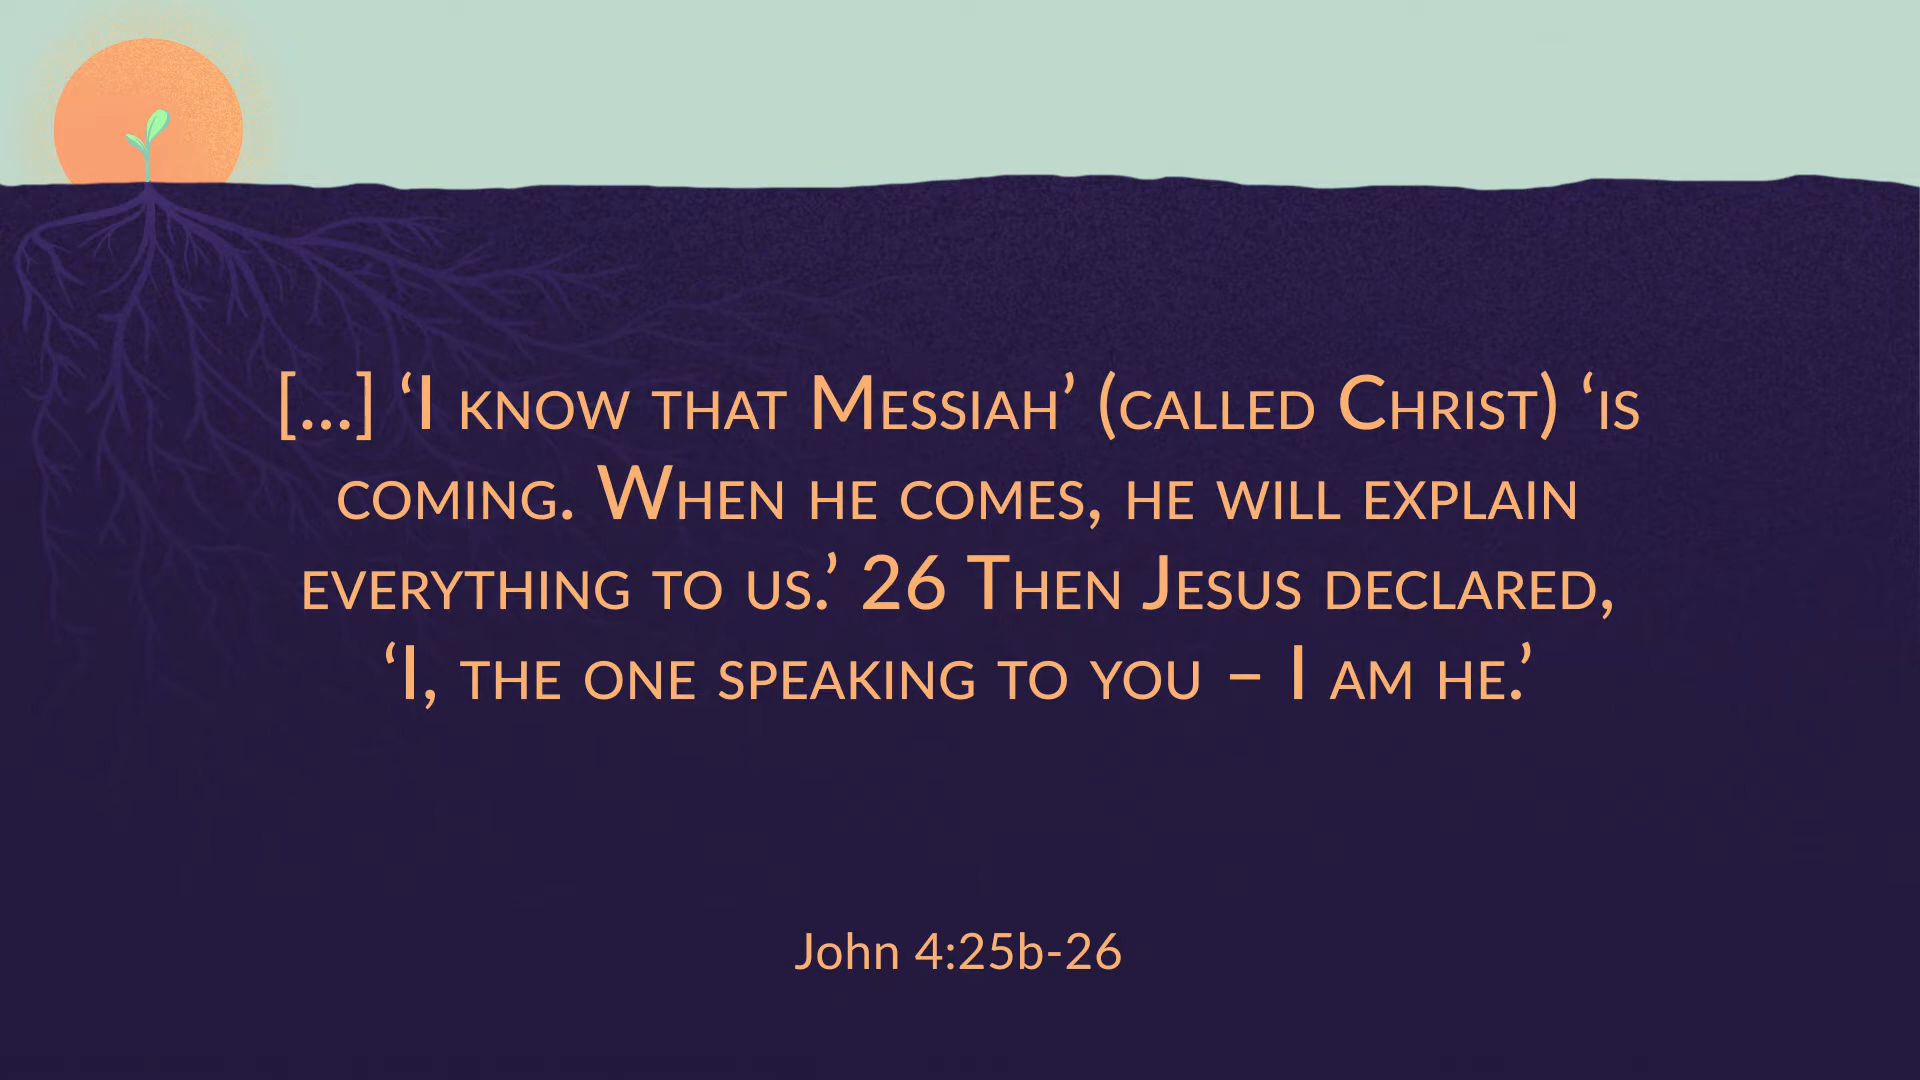 [...] ‘I know that Messiah’ (called Christ) ‘is
coming. When he comes, he will explain
everything to us.’ 26 Then Jesus declared,
‘I, the one speaking to you – I am he.’
John 4:25b-26